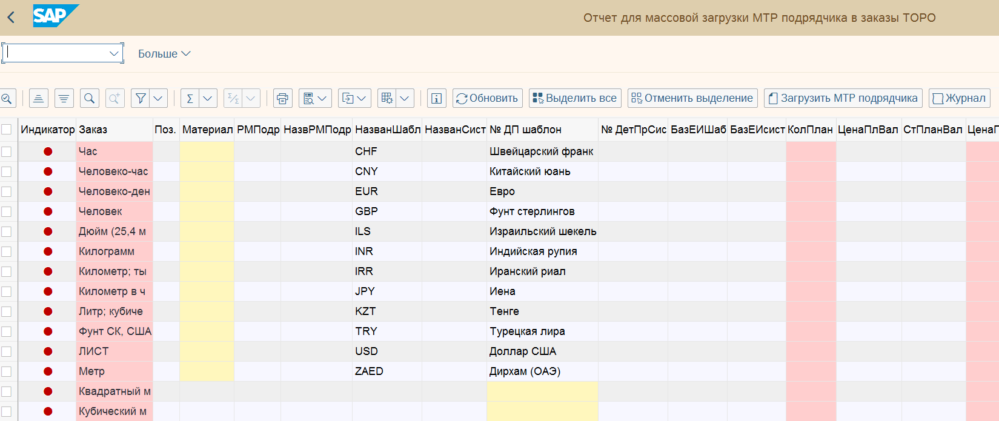 SAP
Отчет для массовой загрузки МТР подрядчика в заказы ТОРО
Больше
Обновить Выделить все Отменить выделение Загрузить МТР подрядчика Журнал
Индикатор Заказ Поз. Материал РМПодр НазвРМПодр НазванШабл НазванСист № ДП шаблон № ДетПрСис БазЕИШаб БазЕИсист КолПлан ЦенаПлВал СтПланВал ЦенаП
Час CHF Швейцарский франк
Человеко-час CNY Китайский юань
Человеко-ден EUR Евро
Человек GBP Фунт стерлингов
Дюйм (25,4 м ILS Израильский шекель
Килограмм INR Индийская рупия
Километр; ты IRR Иранский риал
Километр в ч JPY Иена
Литр; кубиче KZT Тенге
Фунт СК, США TRY Турецкая лира
ЛИСТ USD Доллар США
Метр ZAED Дирхам (ОАЭ)
Квадратный м
Кубический м